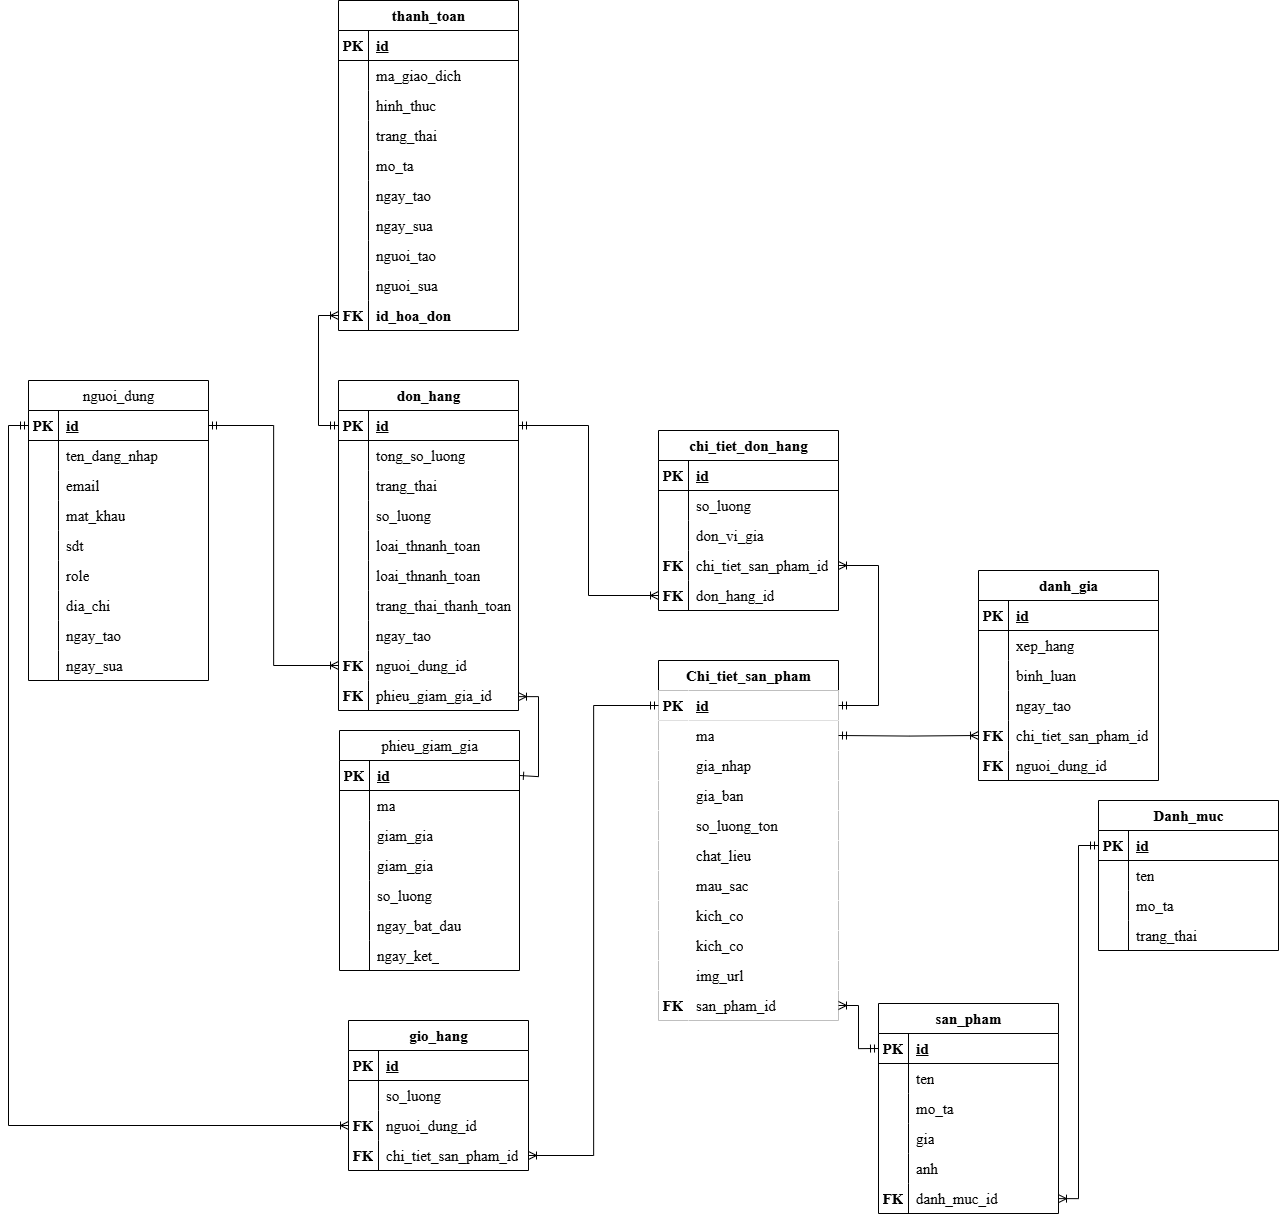 thanh_toan
PK id
ma_giao_dich
hinh_thuc
trang_thai
mo_ta
ngay_tao
ngay_sua
nguoi_tao
nguoi_sua
FK id_hoa_don
nguoi_dung
PK id
ten_dang_nhap
email
mat_khau
sdt
role
dia_chi
ngay_tao
ngay_sua
don_hang
PK id
tong_so_luong
trang_thai
so_luong
loai_thnanh_toan
loai_thnanh_toan
trang_thai_thanh_toan
ngay_tao
FK nguoi_dung_id
FK phieu_giam_gia_id
chi_tiet_don_hang
PK id
so_luong
don_vi_gia
FK chi_tiet_san_pham_id
FK don_hang_id
danh_gia
PK id
xep_hang
binh_luan
ngay_tao
FK chi_tiet_san_pham_id
FK nguoi_dung_id
Chi_tiet_san_pham
PK id
ma
gia_nhap
gia_ban
so_luong_ton
chat_lieu
mau_sac
kich_co
kich_co
img_url
FK san_pham_id
phieu_giam_gia
PK id
ma
giam_gia
giam_gia
so_luong
ngay_bat_dau
ngay_ket_
Danh_muc
PK id
ten
mo_ta
trang_thai
gio_hang
PK id
so_luong
FK nguoi_dung_id
FK chi_tiet_san_pham_id
san_pham
PK id
ten
mo_ta
gia
anh
FK danh_muc_id